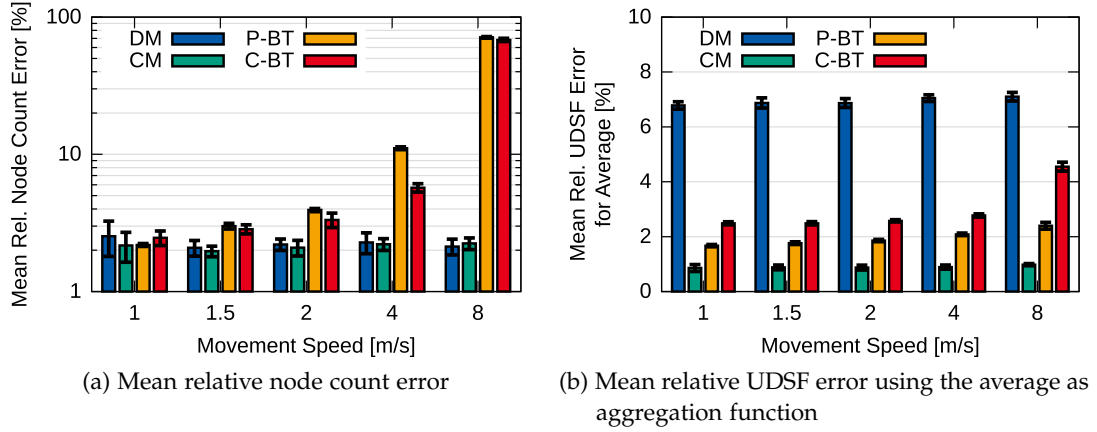 Mean Rel. Node Count Error [%]
100
10
1
DM P-BT
CM C-BT
1 1.5 2 4 8
Movement Speed [m/s]
(a) Mean relative node count error
Mean Rel. UDSF Error
for Average [%]
10
8
6
4
2
0
DM P-BT
CM C-BT
1 1.5 2 4 8
Movement Speed [m/s]
(b) Mean relative UDSF error using the average as
aggregation function